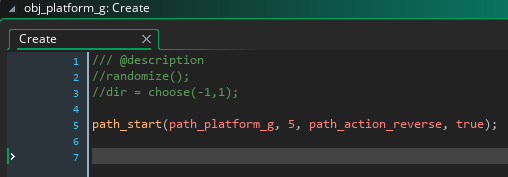 obj_platform_g: Create
Create
1 /// @description
2 //randomize();
3 //dir = choose(-1,1);
4
5 path_start(path_platform_g, 5, path_action_reverse, true);
6
7